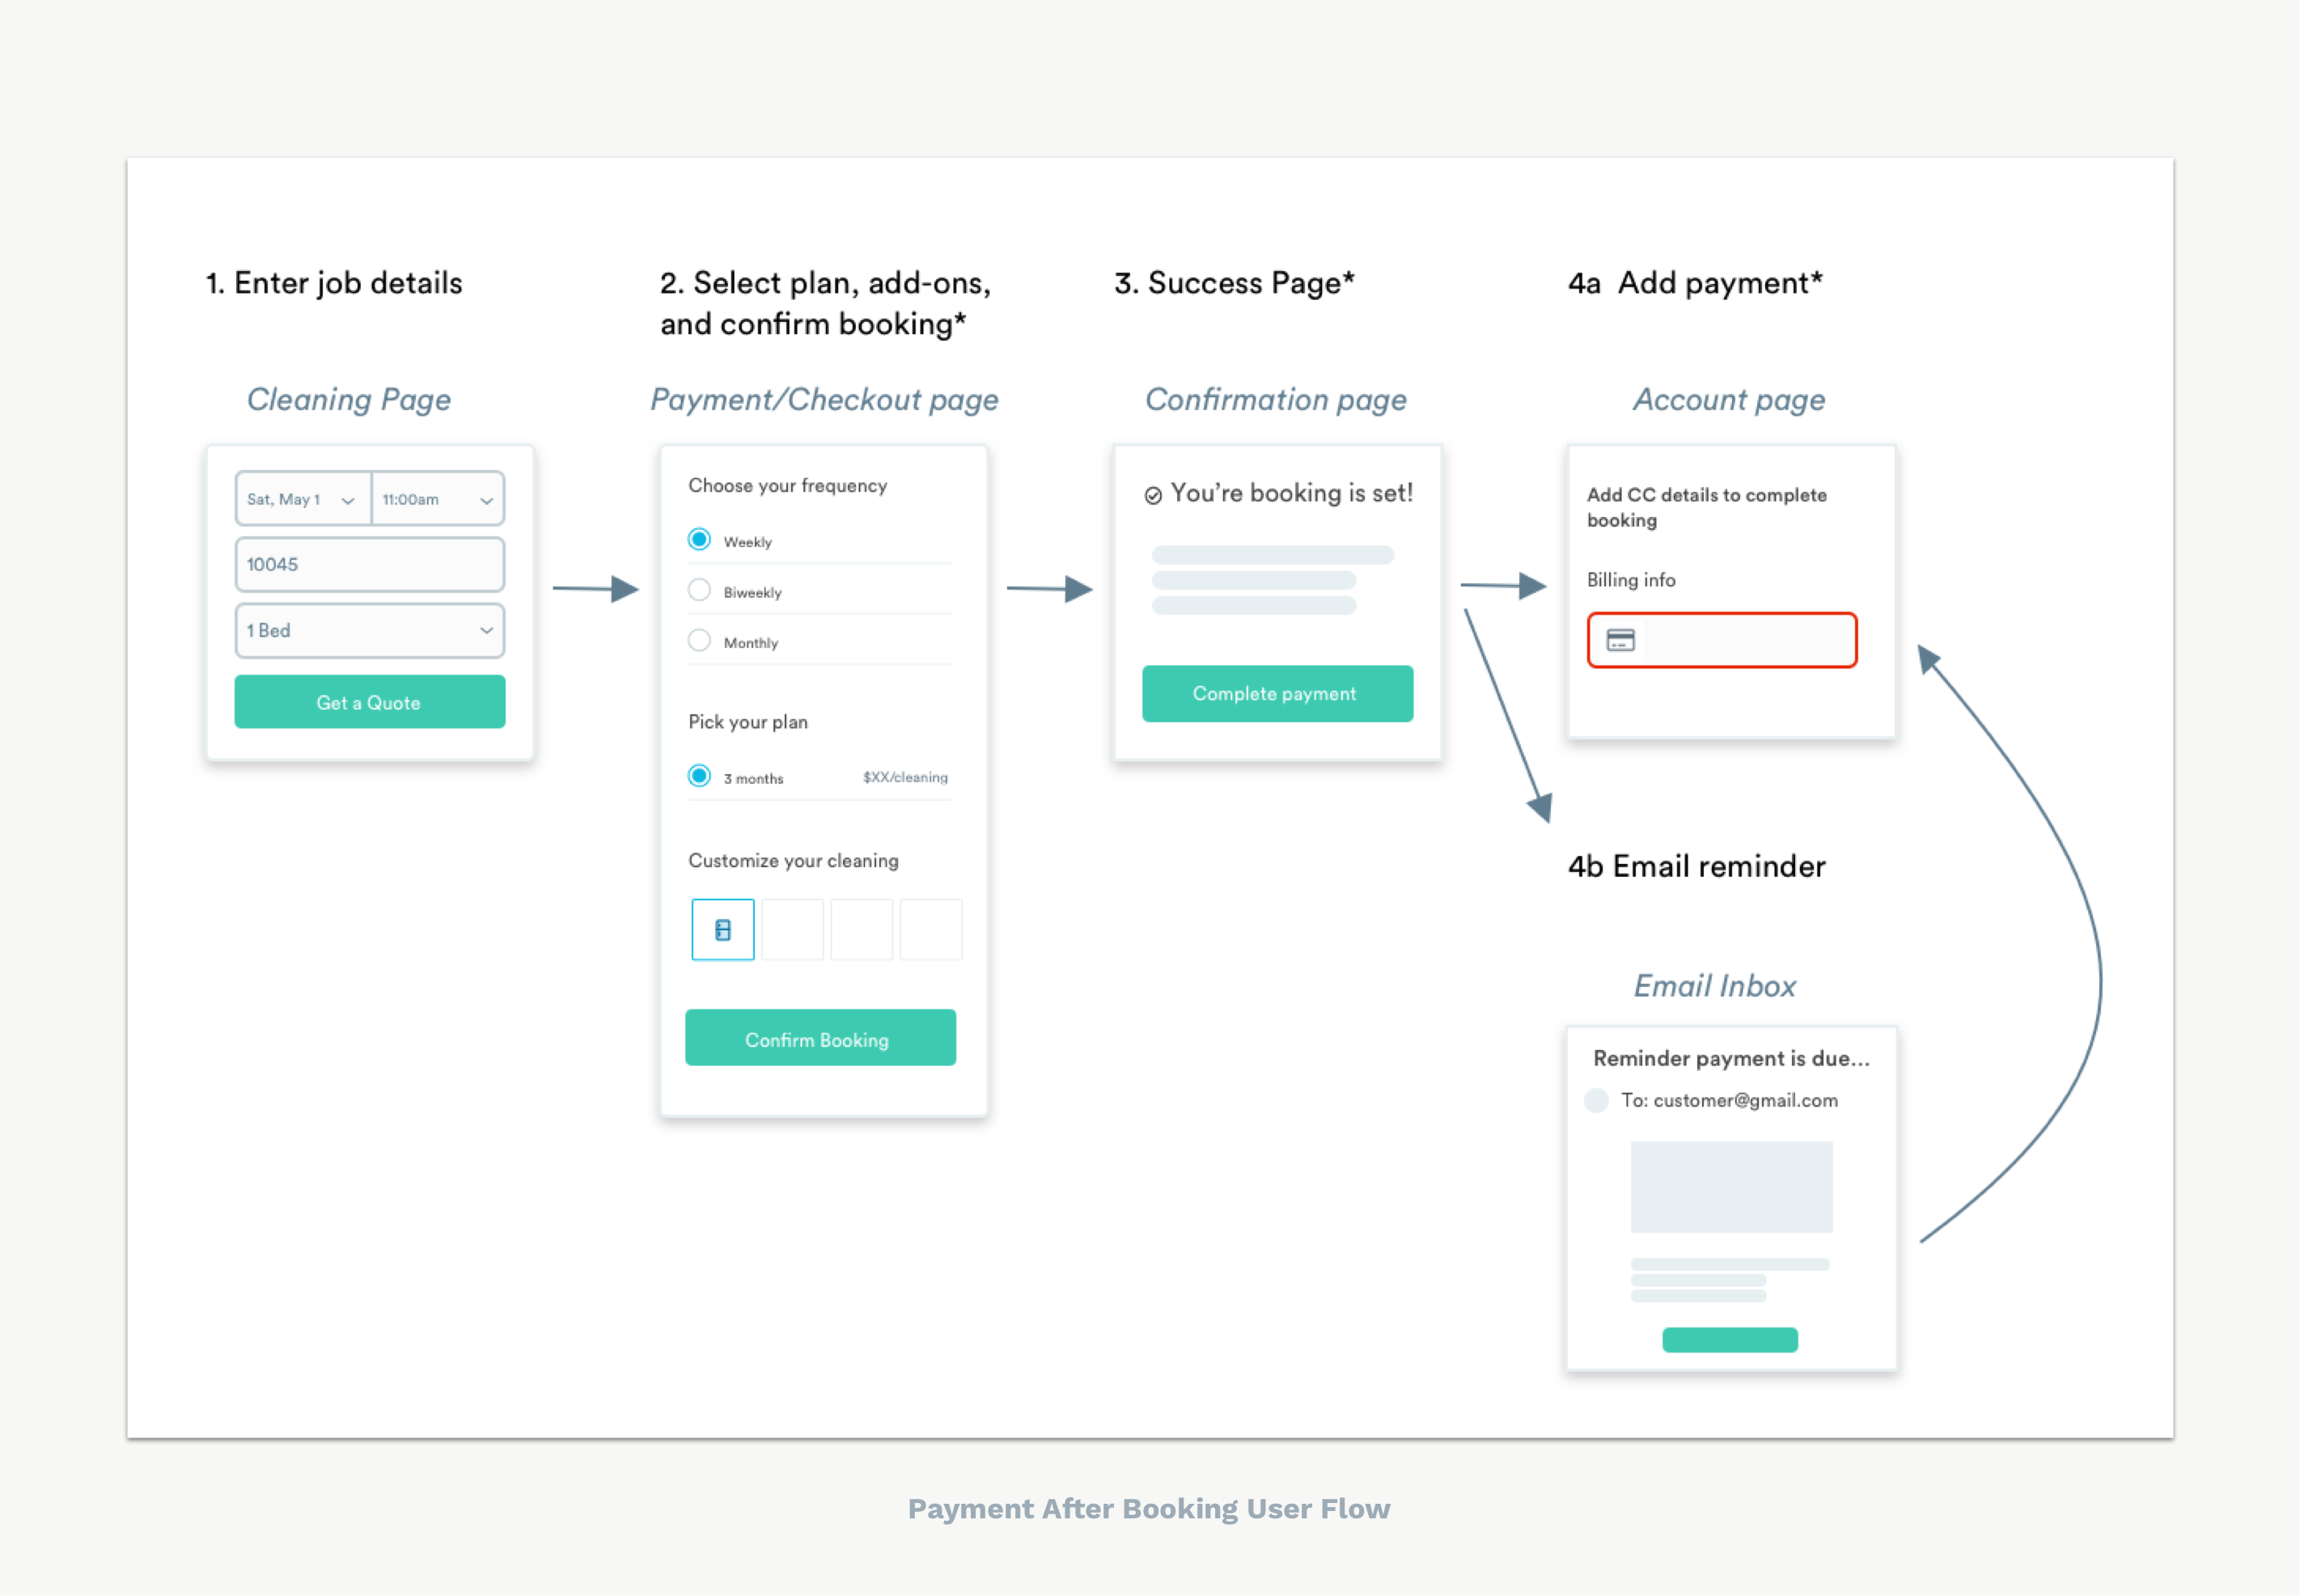 1. Enter job details
Cleaning Page
Sat, May 1
11:00am
10045
1 Bed
Get a Quote
2. Select plan, add-ons,
and confirm booking*
Payment/Checkout page
Choose your frequency
Weekly
Biweekly
Monthly
Pick your plan
3 months
$XX/cleaning
Customize your cleaning
Confirm Booking
3. Success Page*
Confirmation page
You're booking is set!
Complete payment
4a Add payment*
Account page
Add CC details to complete
booking
Billing info
4b Email reminder
Email Inbox
Reminder payment is due...
To: customer@gmail.com
Payment After Booking User Flow